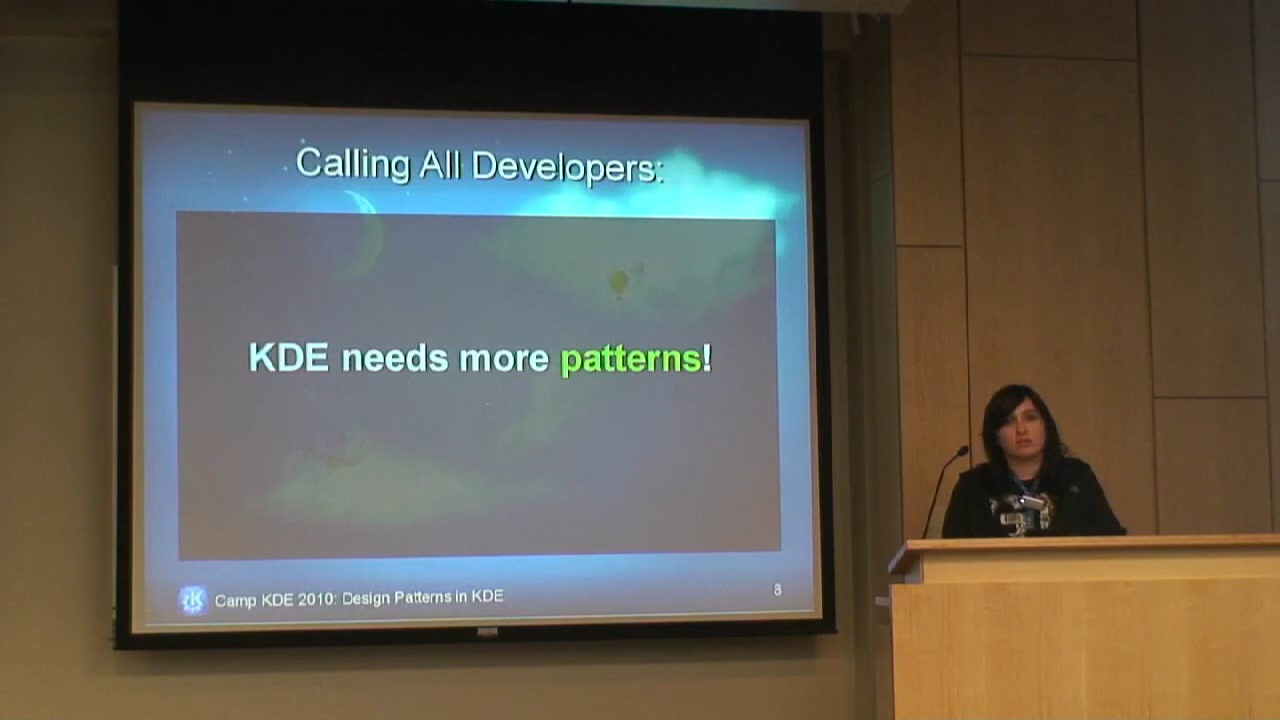 Calling All Developers:
KDE needs more patterns!
Camp KDE 2010: Design Patterns in KDE
8